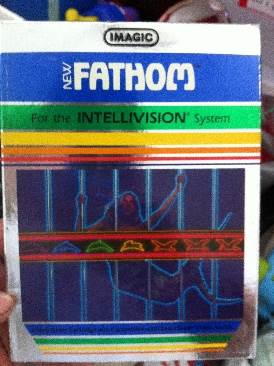 IMAGIC
NEW FATHOM
For the INTELLIVISION® System